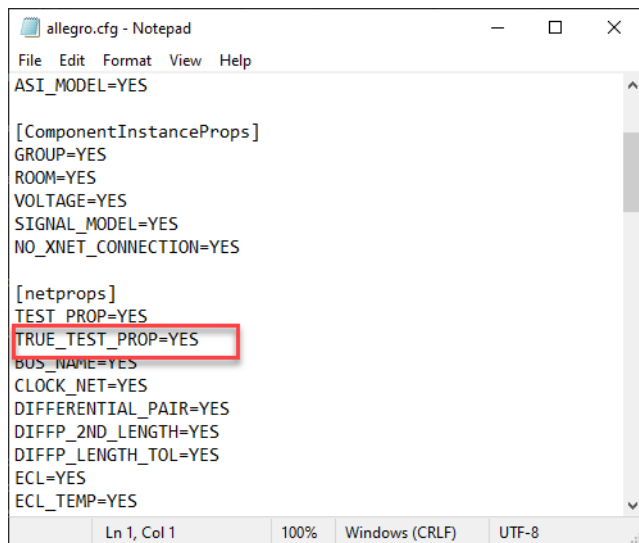 allegro.cfg - Notepad
File Edit Format View Help
ASI_MODEL=YES
[ComponentInstanceProps]
GROUP=YES
ROOM=YES
VOLTAGE=YES
SIGNAL_MODEL=YES
NO_XNET_CONNECTION=YES
[netprops]
TEST_PROP=YES
TRUE_TEST_PROP=YES
BUS_NAME=YES
CLOCK_NET=YES
DIFFERENTIAL_PAIR=YES
DIFFP_2ND_LENGTH=YES
DIFFP_LENGTH_TOL=YES
ECL=YES
ECL_TEMP=YES
Ln 1, Col 1 100% Windows (CRLF) UTF-8